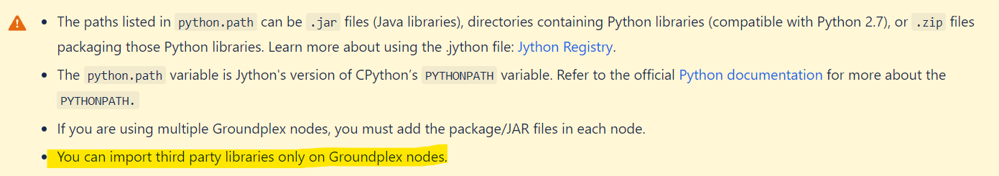 The paths listed in python.path can be .jar files (Java libraries), directories containing Python libraries (compatible with Python 2.7), or .zip files
packaging those Python libraries. Learn more about using the .jython file: Jython Registry.
The python.path variable is Jython's version of CPython’s PYTHONPATH variable. Refer to the official Python documentation for more about the
PYTHONPATH.
If you are using multiple Groundplex nodes, you must add the package/JAR files in each node.
You can import third party libraries only on Groundplex nodes.